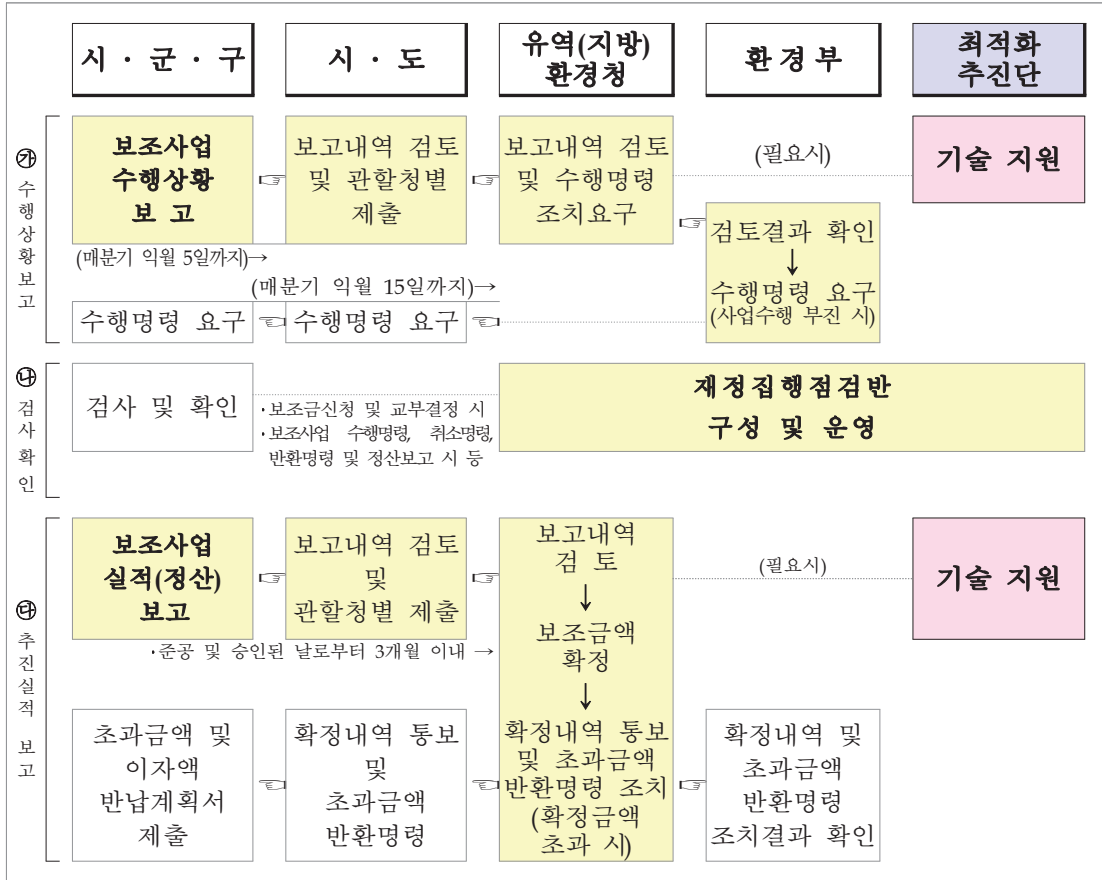 시 · 군 · 구
시 · 도
유역(지방)
환경청
환경부
최적화
추진단
㉮ 수행상황보고
보조사업
수행상황
보 고
☞
보고내역 검토
및 관할청별
제출
☞
보고내역 검토
및 수행명령
조치요구
(필요시)
기술 지원
☞
검토결과 확인
↓
수행명령 요구
(사업수행 부진 시)
(매분기 익월 5일까지)→
(매분기 익월 15일까지)→
수행명령 요구
☜
수행명령 요구
☜
㉯ 검사확인
검사 및 확인
·보조금신청 및 교부결정 시
·보조사업 수행명령, 취소명령,
반환명령 및 정산보고 시 등
재정집행점검반
구성 및 운영
㉰ 추진실적 보고
보조사업
실적(정산)
보고
☞
보고내역 검토
및
관할청별 제출
☞
보고내역
검 토
↓
보조금액
확정
↓
확정내역 통보
및 초과금액
반환명령 조치
(확정금액
초과 시)
(필요시)
기술 지원
·준공 및 승인된 날로부터 3개월 이내 →
초과금액 및
이자액
반납계획서
제출
☜
확정내역 통보
및
초과금액
반환명령
☜
☜
확정내역 및
초과금액
반환명령
조치결과 확인